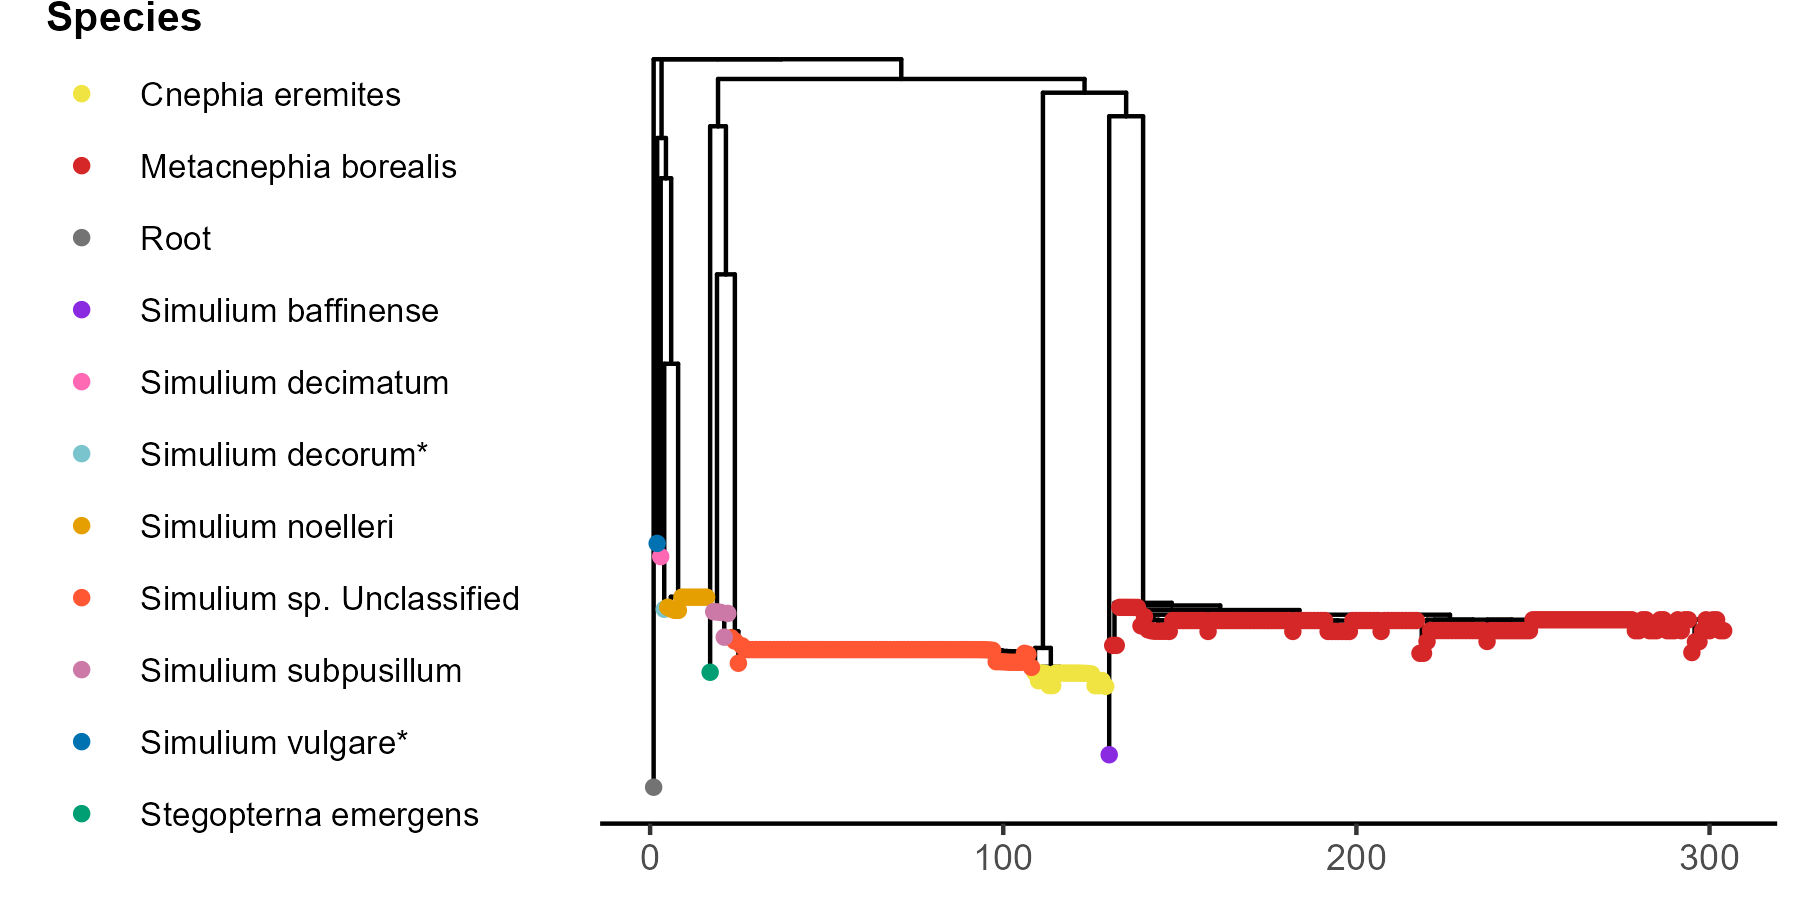 Species
Cnephia eremites
Metacnephia borealis
Root
Simulium baffinense
Simulium decimatum
Simulium decorum*
Simulium noelleri
Simulium sp. Unclassified
Simulium subpusillum
Simulium vulgare*
Stegopterna emergens
0 100 200 300